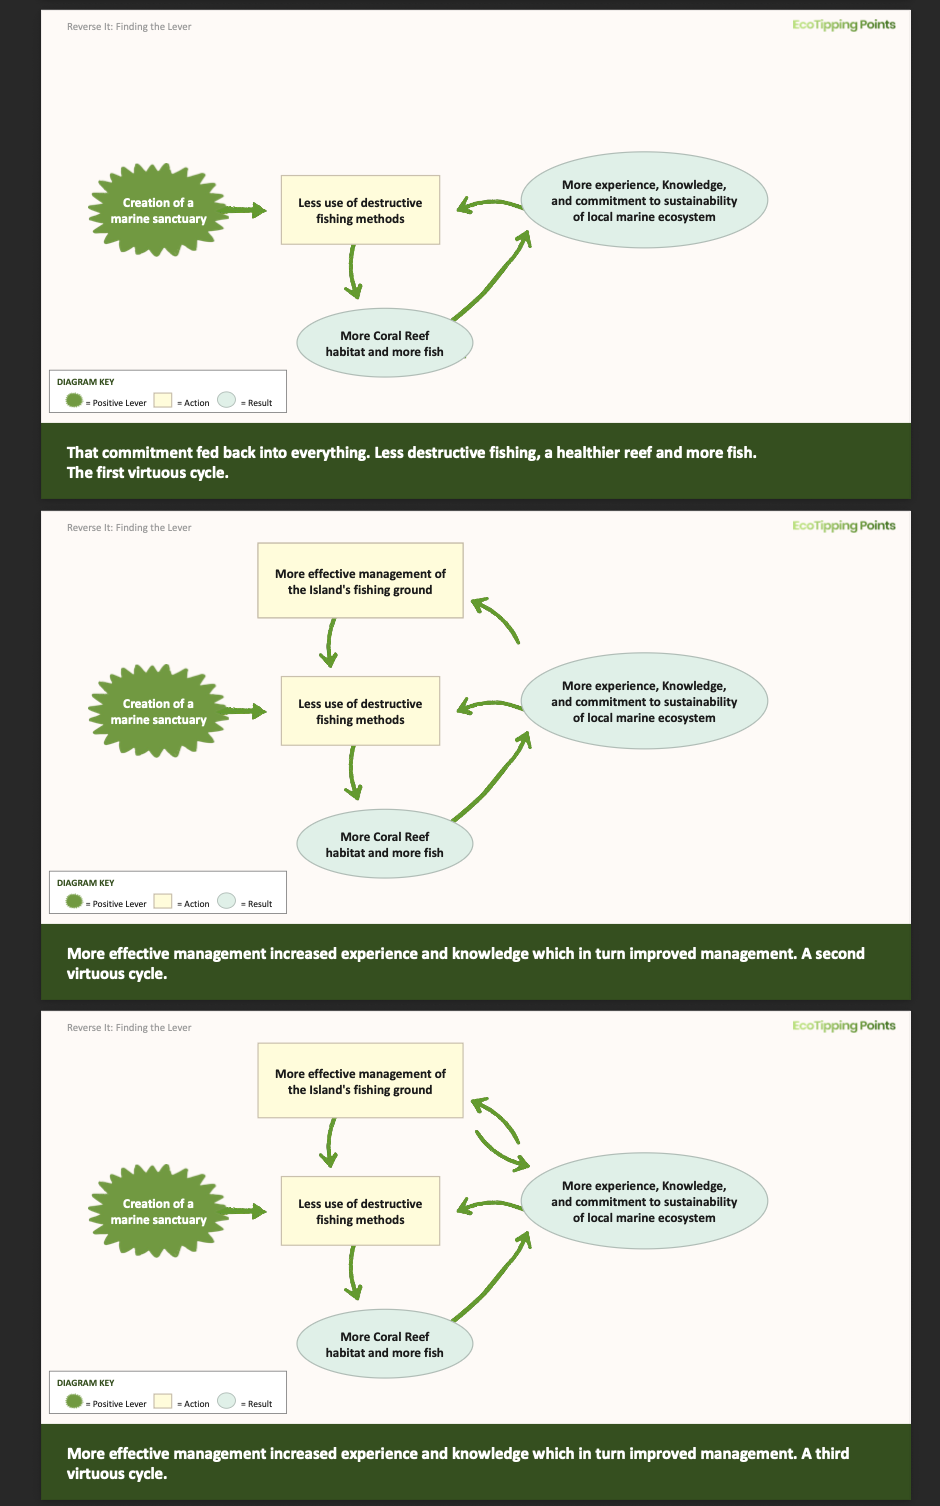 Reverse It: Finding the Lever
EcoTipping Points
Creation of a
marine sanctuary
Less use of destructive
fishing methods
More experience, Knowledge,
and commitment to sustainability
of local marine ecosystem
More Coral Reef
habitat and more fish
DIAGRAM KEY
= Positive Lever
= Action
= Result
That commitment fed back into everything. Less destructive fishing, a healthier reef and more fish.
The first virtuous cycle.
Reverse It: Finding the Lever
EcoTipping Points
More effective management of
the Island's fishing ground
Creation of a
marine sanctuary
Less use of destructive
fishing methods
More experience, Knowledge,
and commitment to sustainability
of local marine ecosystem
More Coral Reef
habitat and more fish
DIAGRAM KEY
= Positive Lever
= Action
= Result
More effective management increased experience and knowledge which in turn improved management. A second
virtuous cycle.
Reverse It: Finding the Lever
EcoTipping Points
More effective management of
the Island's fishing ground
Creation of a
marine sanctuary
Less use of destructive
fishing methods
More experience, Knowledge,
and commitment to sustainability
of local marine ecosystem
More Coral Reef
habitat and more fish
DIAGRAM KEY
= Positive Lever
= Action
= Result
More effective management increased experience and knowledge which in turn improved management. A third
virtuous cycle.